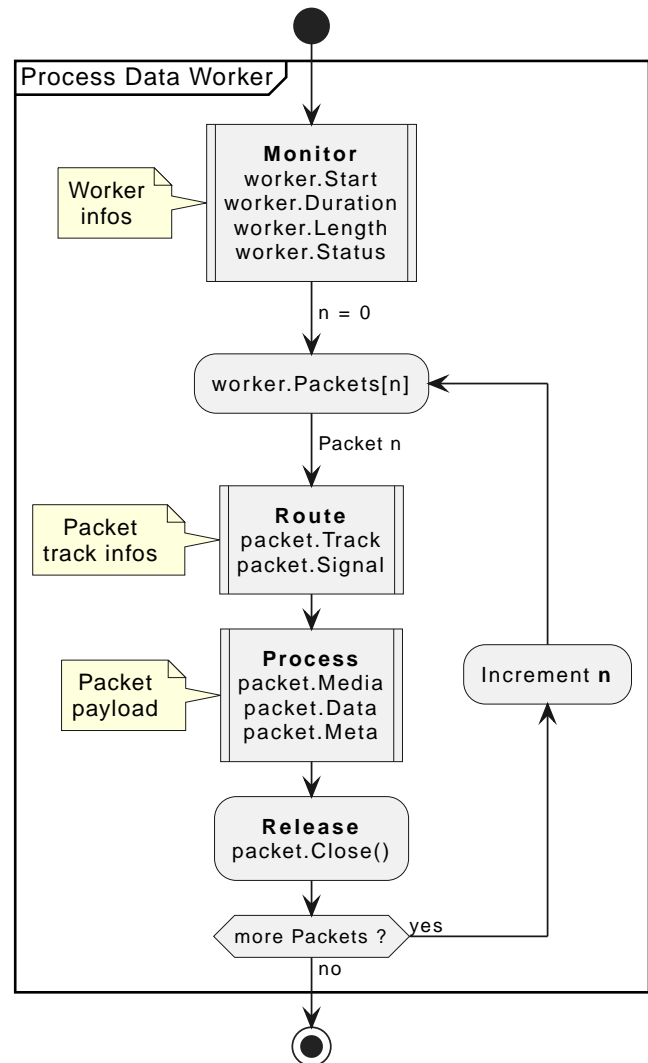 Process Data Worker
Monitor
worker.Start
worker.Duration
worker.Length
worker.Status
Worker
infos
n = 0
worker.Packets[n]
Packet n
Route
packet.Track
packet.Signal
Packet
track infos
Process
packet.Media
packet.Data
packet.Meta
Packet
payload
Increment n
Release
packet.Close()
more Packets ?
yes
no